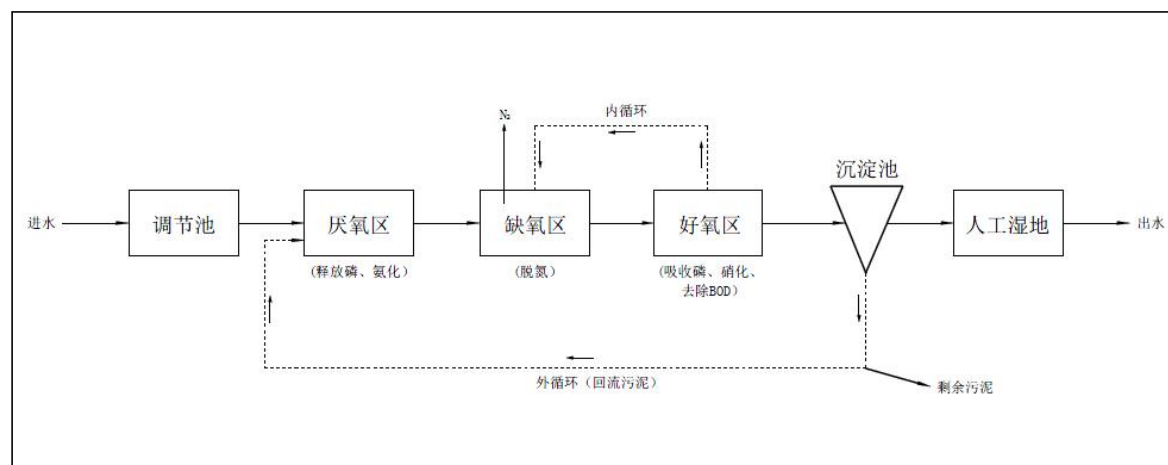 N₂
内循环
沉淀池
进水
调节池
厌氧区
缺氧区
好氧区
人工湿地
出水
(释放磷、氨化)
(脱氮)
(吸收磷、硝化、
去除BOD)
外循环（回流污泥）
剩余污泥